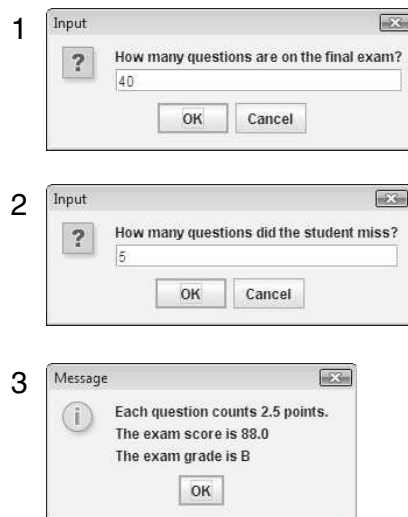 1
Input
How many questions are on the final exam?
40
OK Cancel
2
Input
How many questions did the student miss?
5
OK Cancel
3
Message
Each question counts 2.5 points.
The exam score is 88.0
The exam grade is B
OK